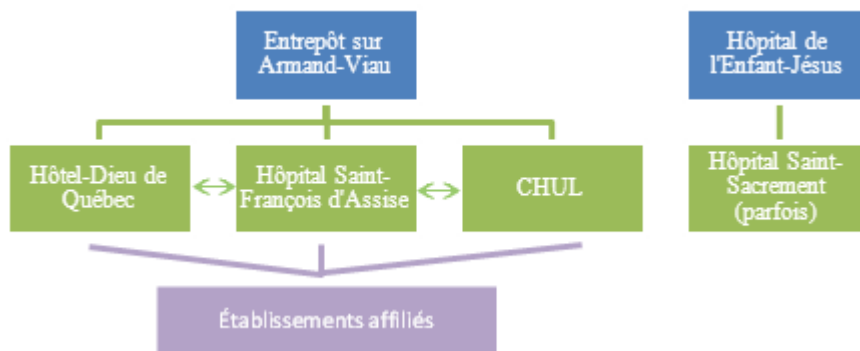 Entrepôt sur
Armand-Viau
Hôpital de
l'Enfant-Jésus
Hôtel-Dieu de
Québec
Hôpital Saint-
François d'Assise
CHUL
Hôpital Saint-
Sacrement
(parfois)
Établissements affiliés